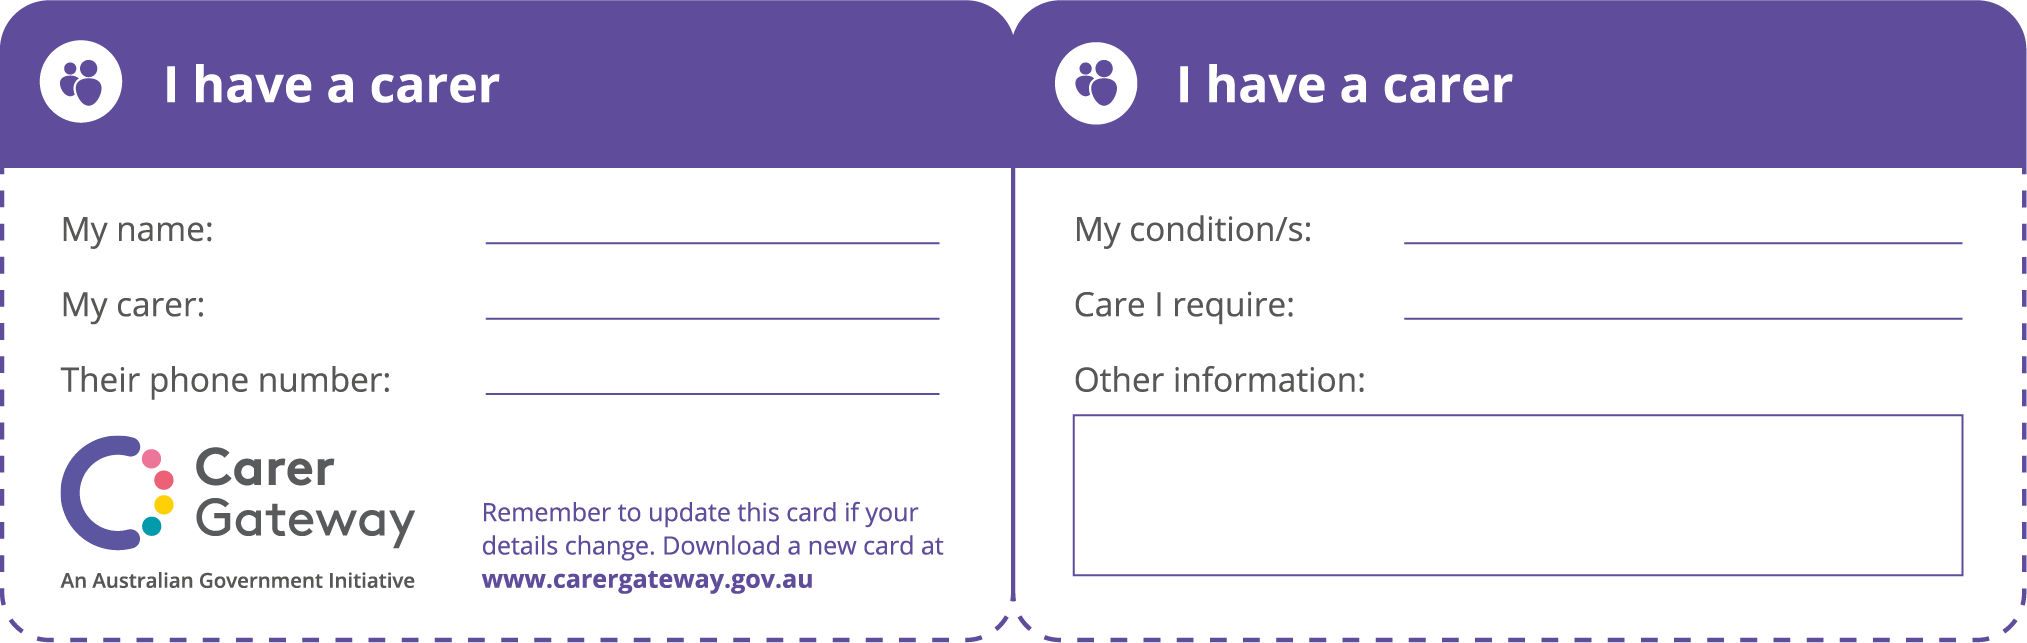 I have a carer
My name:
My carer:
Their phone number:
Carer
Gateway
An Australian Government Initiative
Remember to update this card if your
details change. Download a new card at
www.carergateway.gov.au
I have a carer
My condition/s:
Care I require:
Other information: